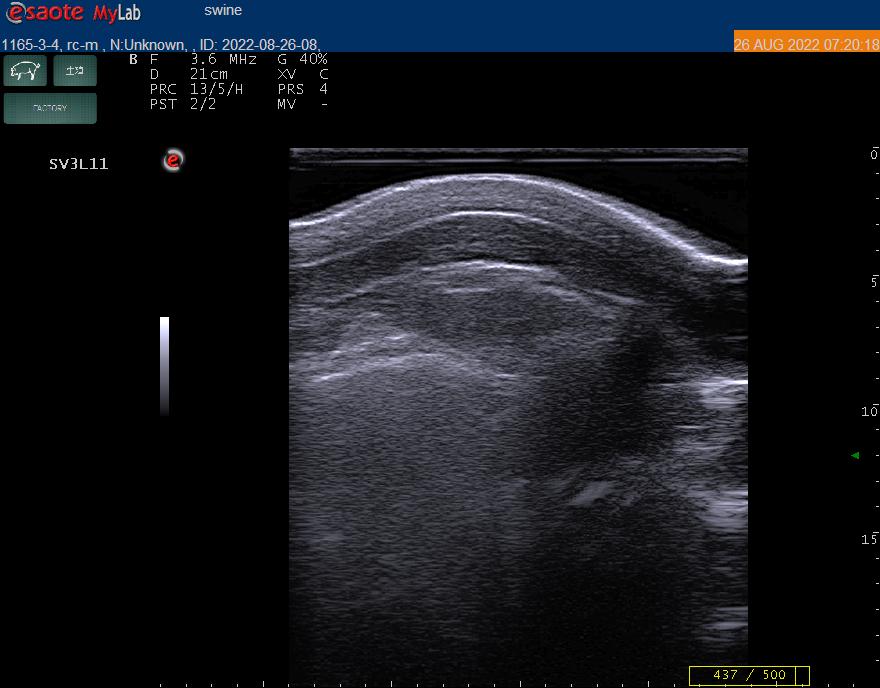 esaote MyLab
swine
1165-3-4, rc-m , N:Unknown, , ID: 2022-08-26-08,
26 AUG 2022 07:20:18
B F 3.6 MHz G 40%
D 21cm XV C
PRC 13/5/H PRS 4
PST 2/2 MV -
土猪
FACTORY
SV3L11
e
0
5
10
15
437 / 500